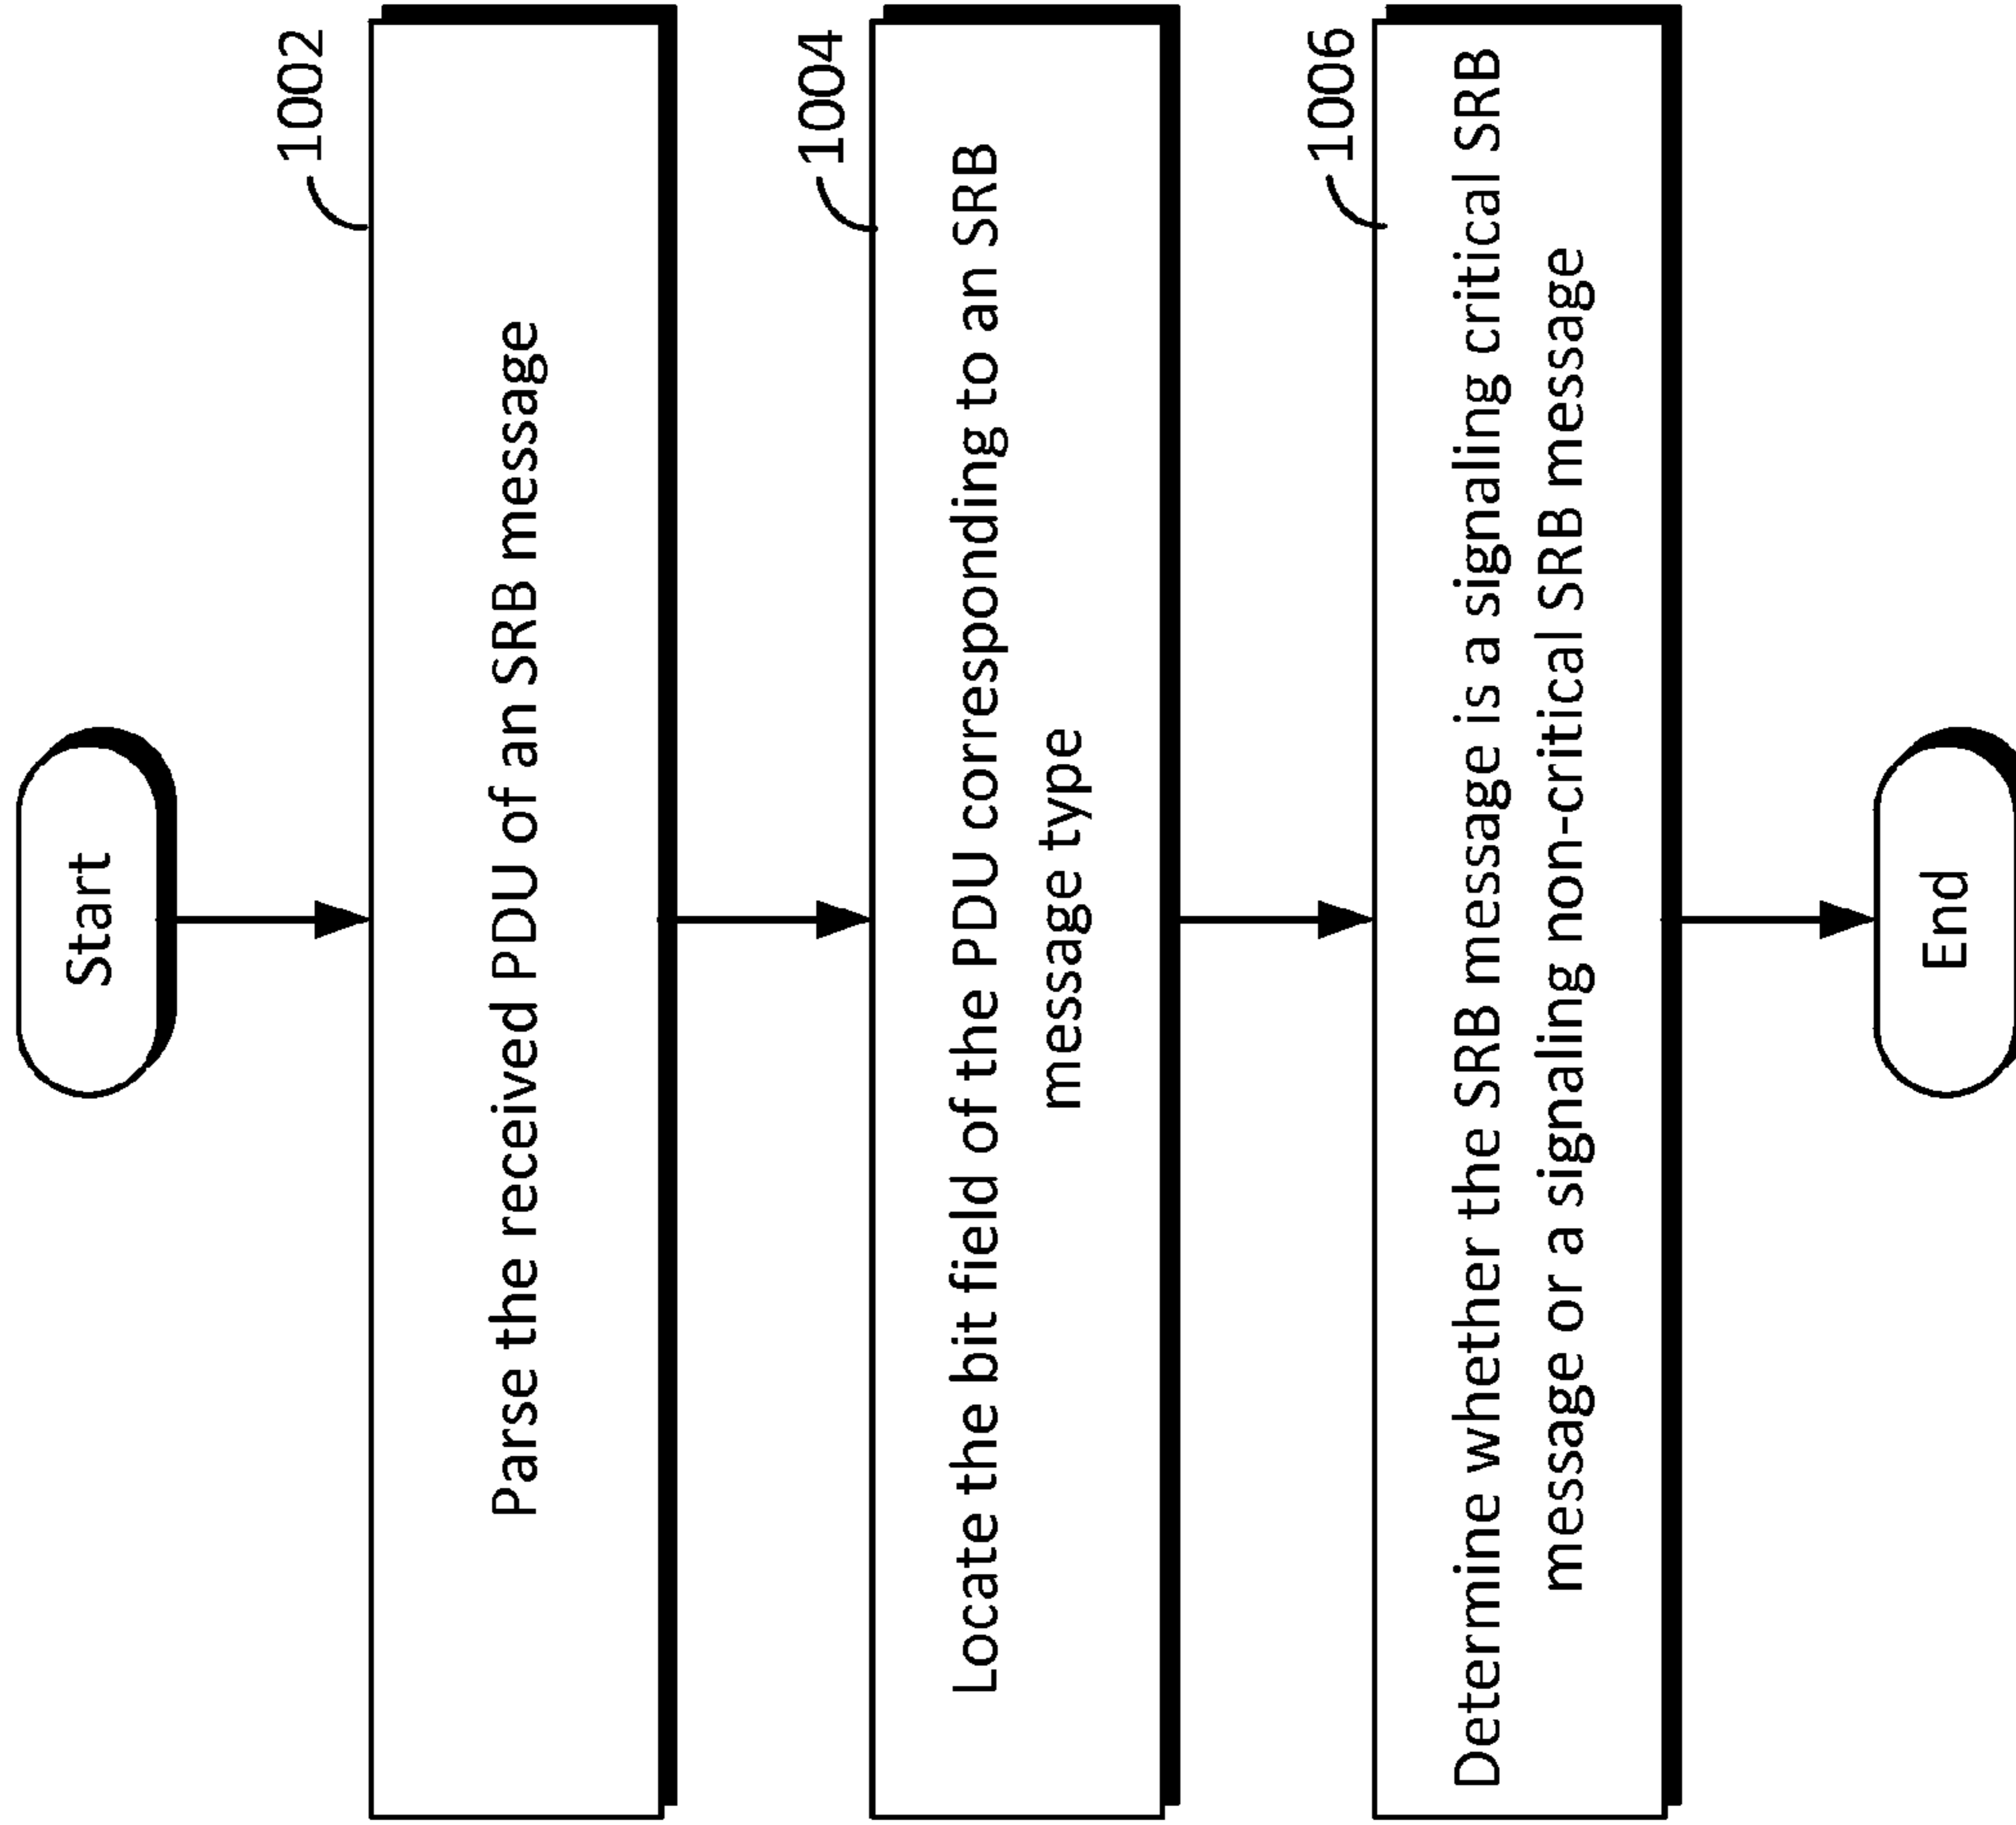 Start
1002
Parse the received PDU of an SRB message
1004
Locate the bit field of the PDU corresponding to an SRB
message type
1006
Determine whether the SRB message is a signaling critical SRB
message or a signaling non-critical SRB message
End